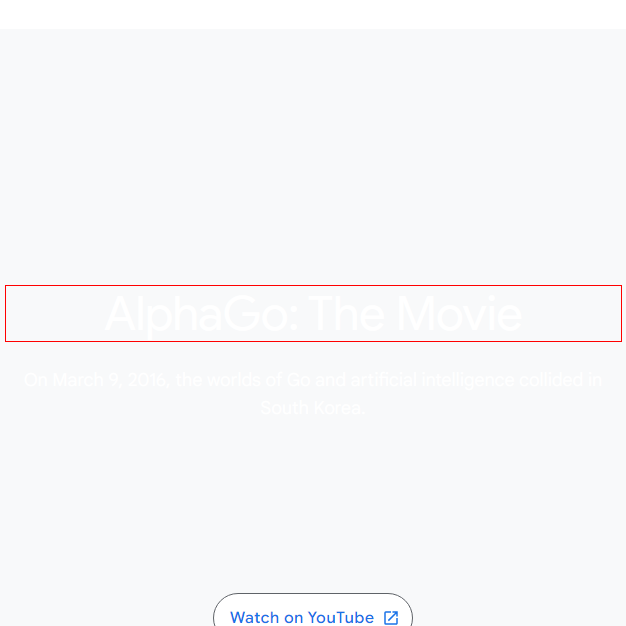 AlphaGo: The Movie
On March 9, 2016, the worlds of Go and artificial intelligence collided in
South Korea.
Watch on YouTube